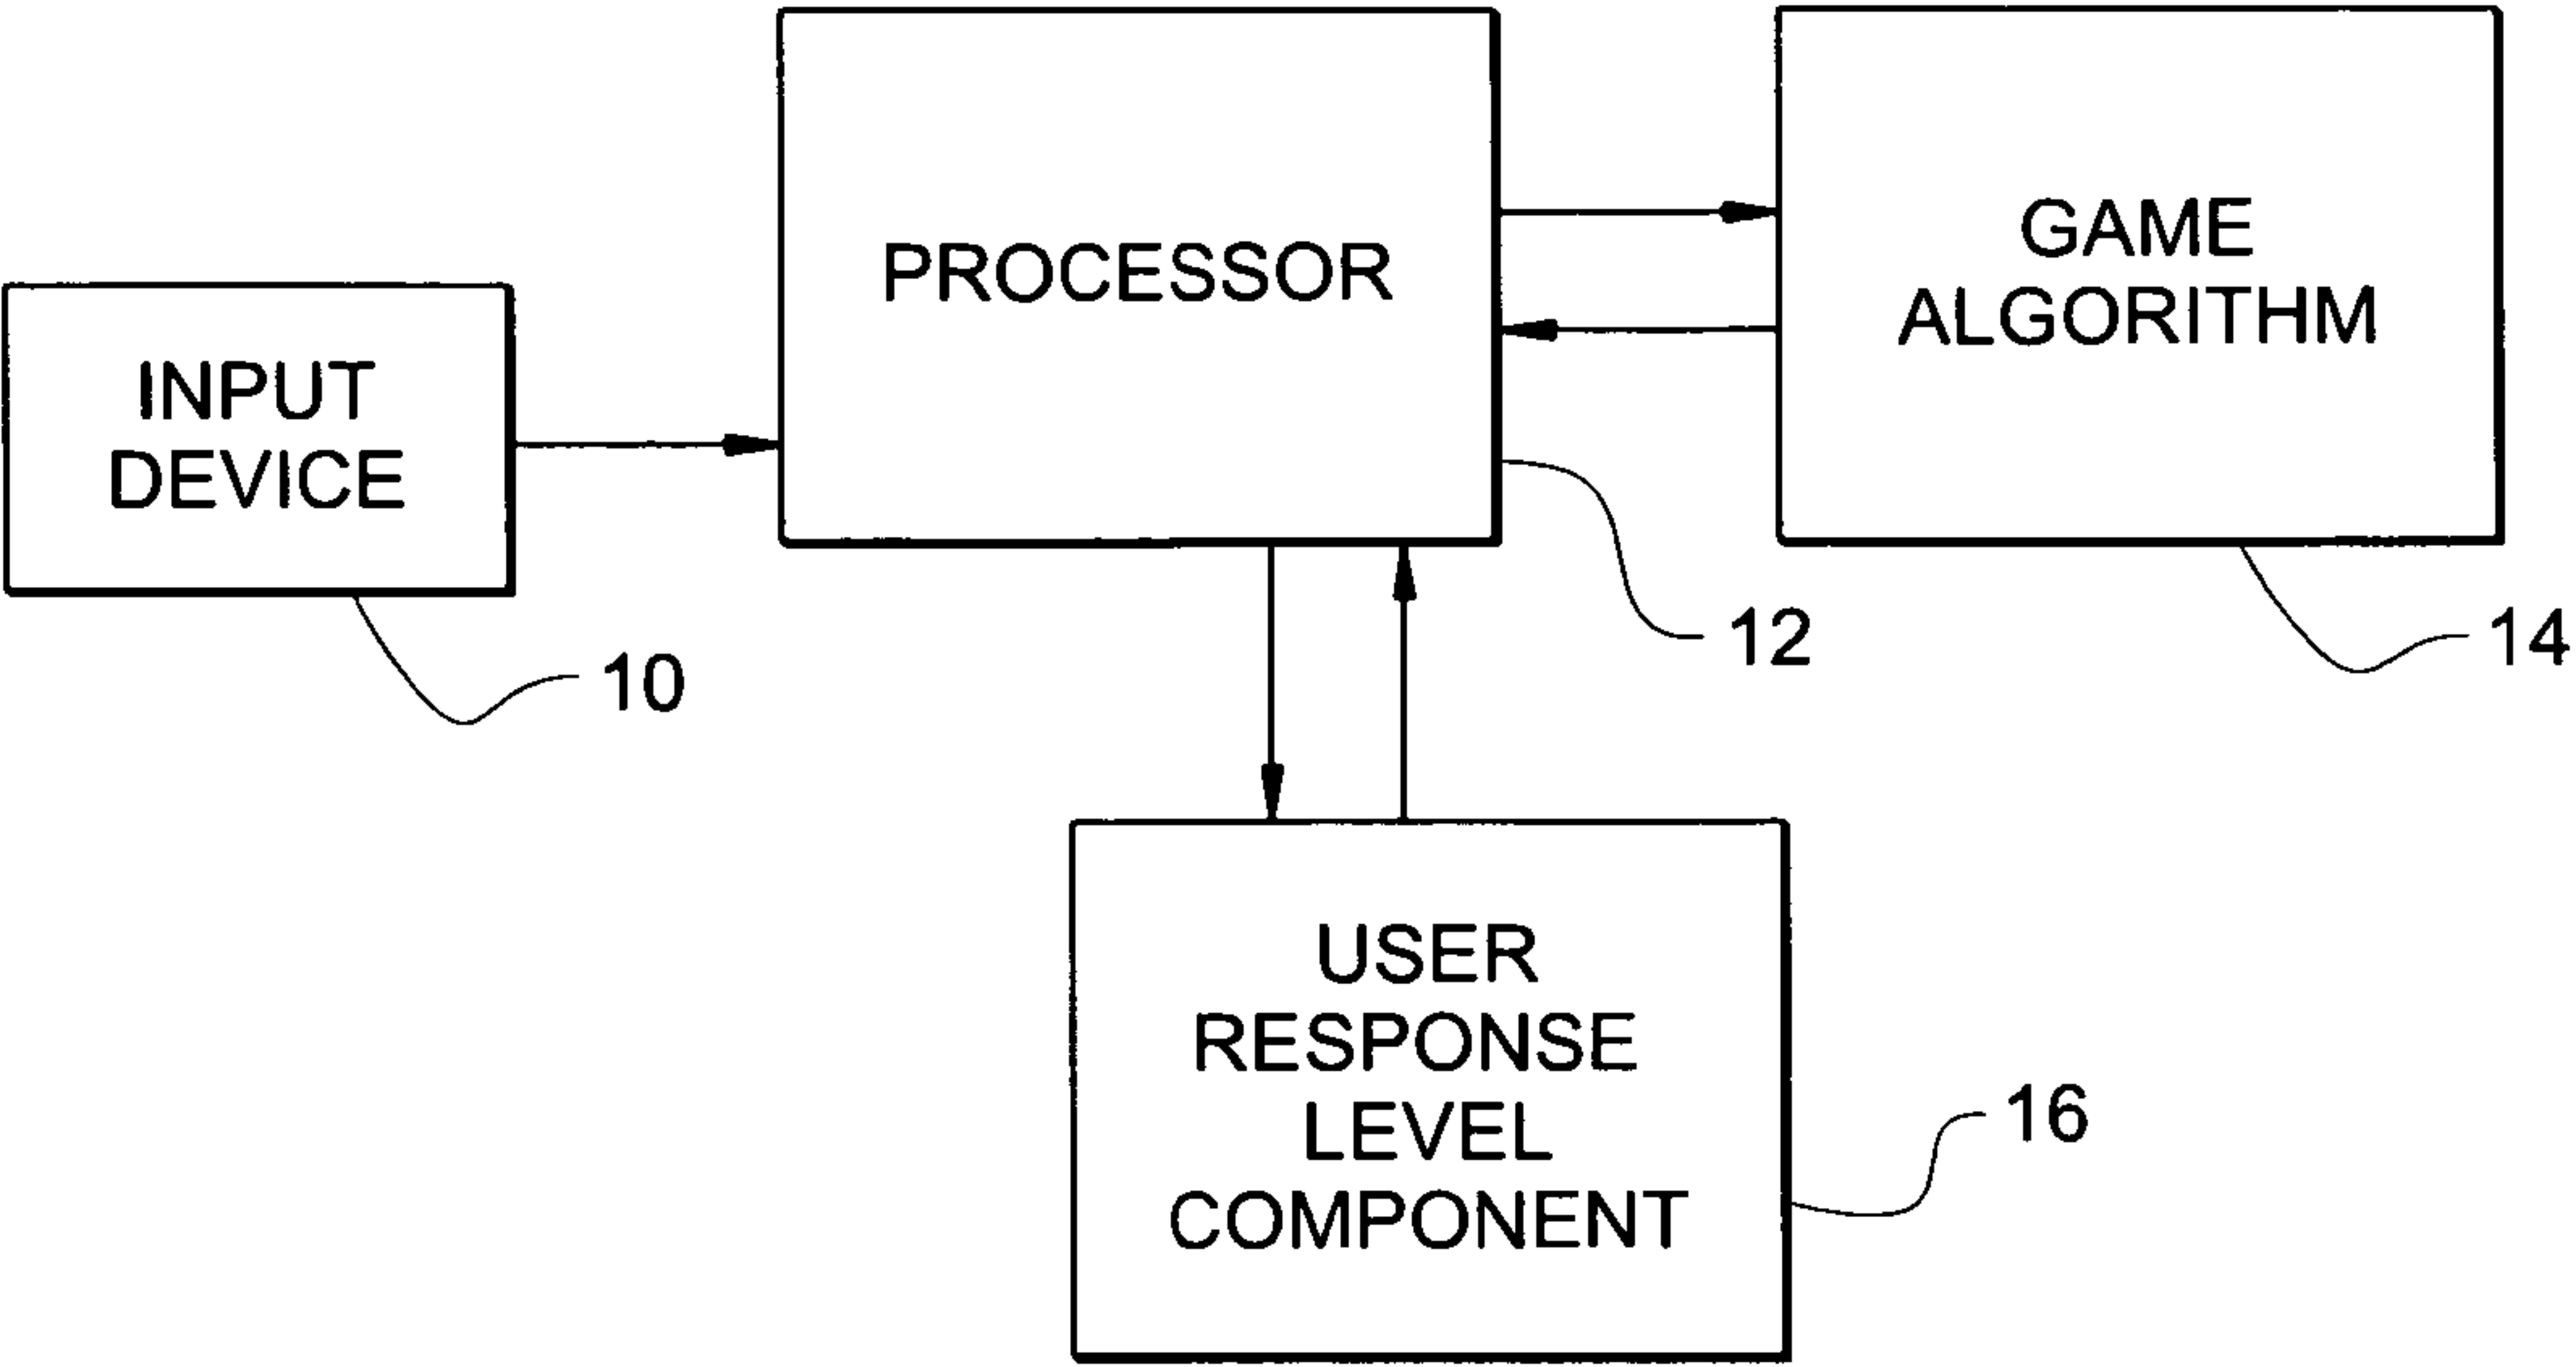 PROCESSOR
GAME
ALGORITHM
INPUT
DEVICE
10
12
14
USER
RESPONSE
LEVEL
COMPONENT
16